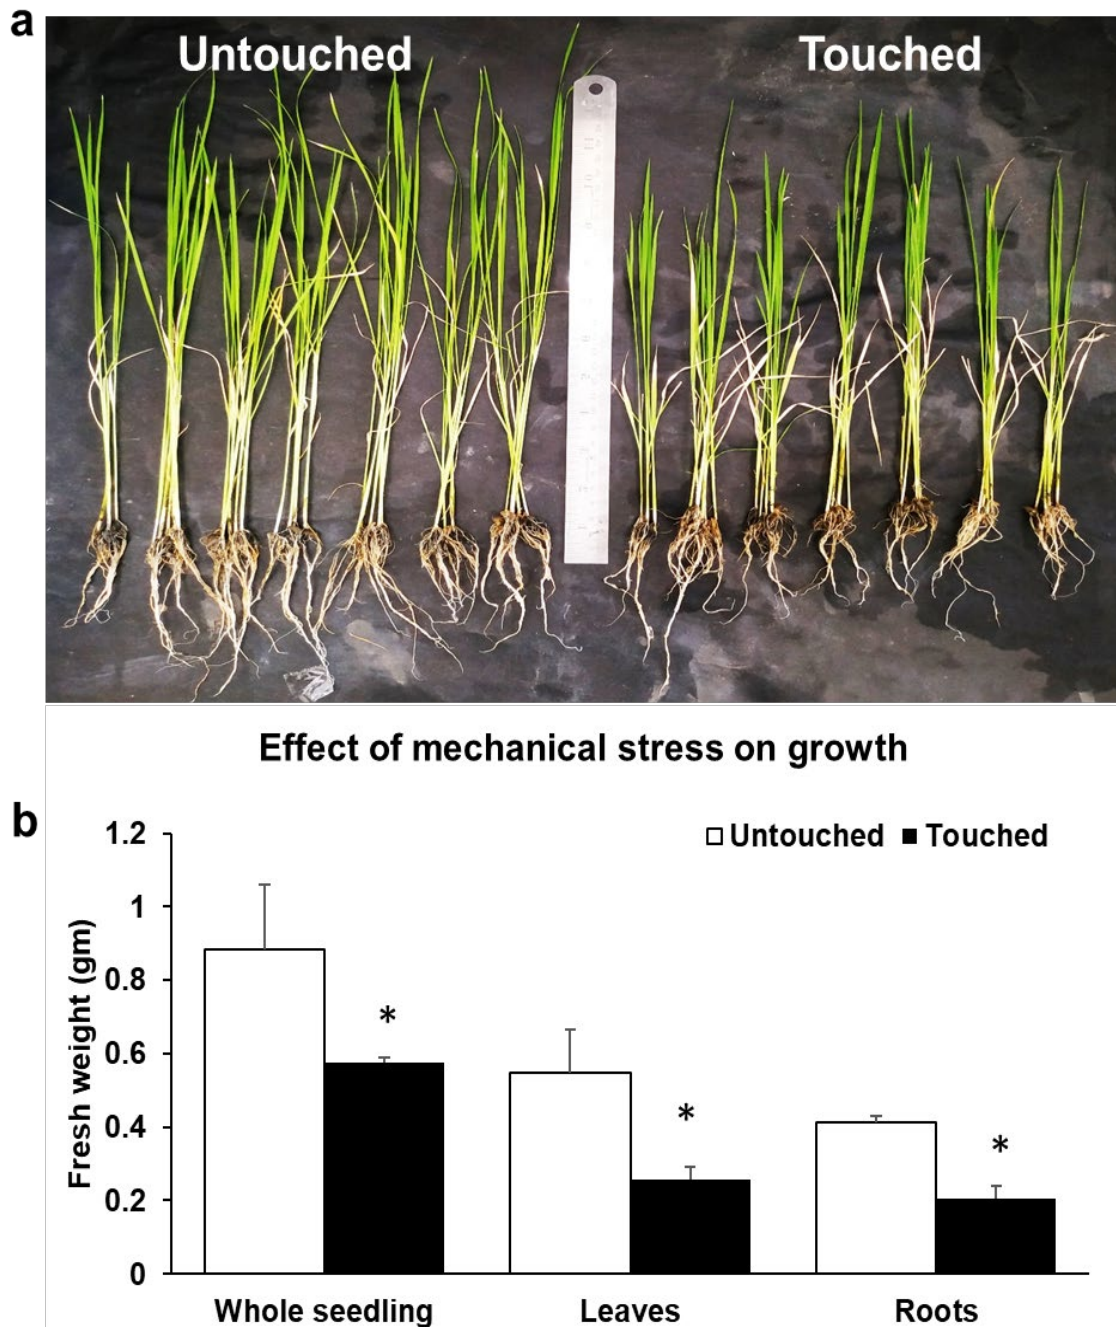 a
Untouched
Touched
Effect of mechanical stress on growth
b
Untouched Touched
1.2
1
0.8
0.6
0.4
0.2
0
Fresh weight (gm)
*
*
*
Whole seedling Leaves Roots